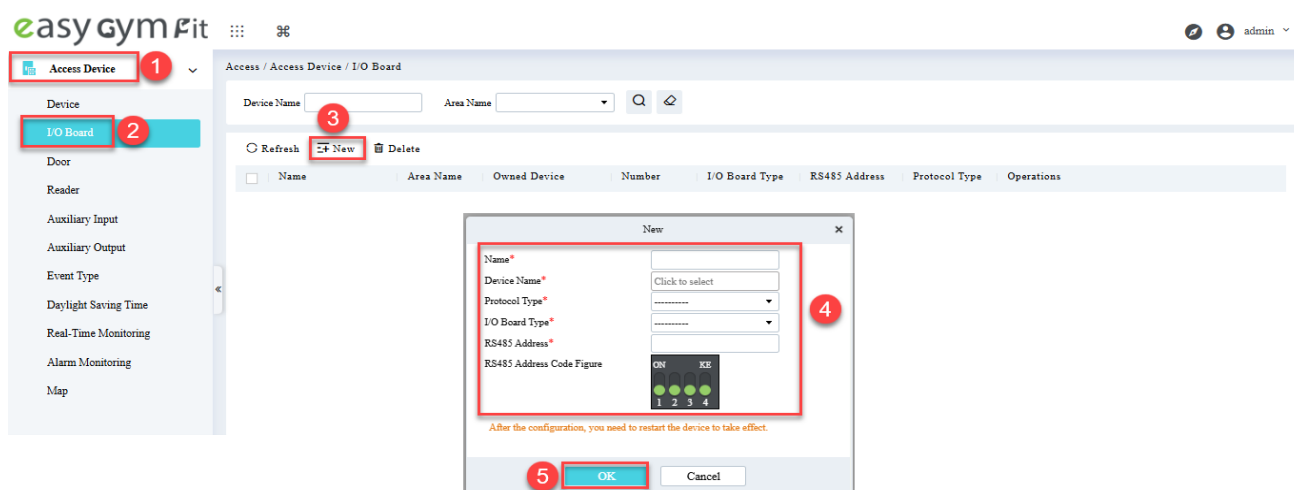 easy Gym Fit
admin
Access Device
1
Access / Access Device / I/O Board
Device
I/O Board
2
Door
Reader
Auxiliary Input
Auxiliary Output
Event Type
Daylight Saving Time
Real-Time Monitoring
Alarm Monitoring
Map
Device Name
Area Name
3
Refresh New Delete
Name Area Name Owned Device Number I/O Board Type RS485 Address Protocol Type Operations
New
Name*
Device Name* Click to select
Protocol Type* ----------
I/O Board Type* ----------
RS485 Address*
RS485 Address Code Figure
ON KE
1 2 3 4
4
After the configuration, you need to restart the device to take effect.
5
OK Cancel